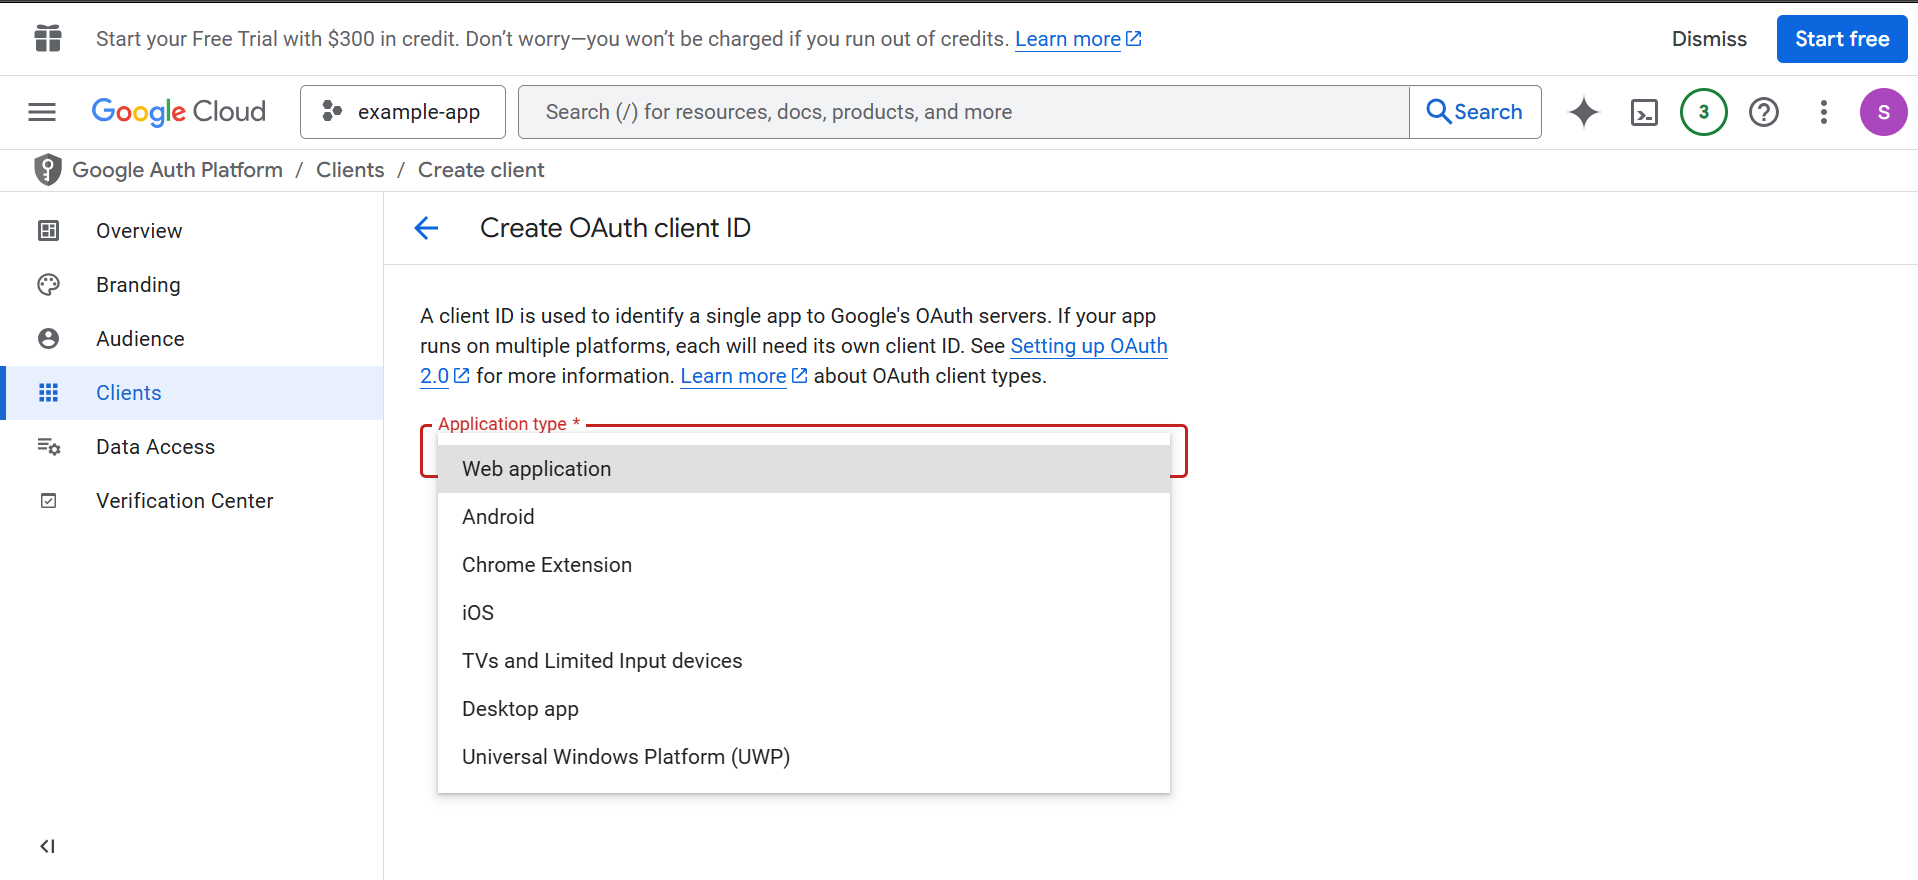 Start your Free Trial with $300 in credit. Don’t worry—you won’t be charged if you run out of credits. Learn more
Dismiss
Start free
Google Cloud
example-app
Search (/) for resources, docs, products, and more
Search
3
S
Google Auth Platform / Clients / Create client
Overview
Branding
Audience
Clients
Data Access
Verification Center
Create OAuth client ID
A client ID is used to identify a single app to Google's OAuth servers. If your app
runs on multiple platforms, each will need its own client ID. See Setting up OAuth
2.0 for more information. Learn more about OAuth client types.
Application type *
Web application
Android
Chrome Extension
iOS
TVs and Limited Input devices
Desktop app
Universal Windows Platform (UWP)